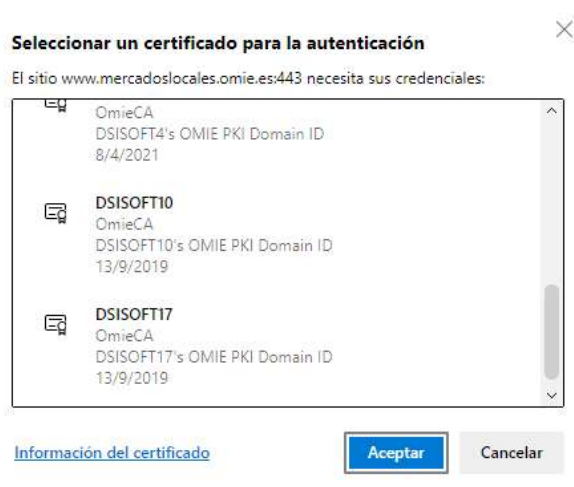 Seleccionar un certificado para la autenticación
El sitio www.mercadoslocales.omie.es:443 necesita sus credenciales:
OmieCA
DSISOFT4's OMIE PKI Domain ID
8/4/2021
DSISOFT10
OmieCA
DSISOFT10's OMIE PKI Domain ID
13/9/2019
DSISOFT17
OmieCA
DSISOFT17's OMIE PKI Domain ID
13/9/2019
Información del certificado
Aceptar
Cancelar